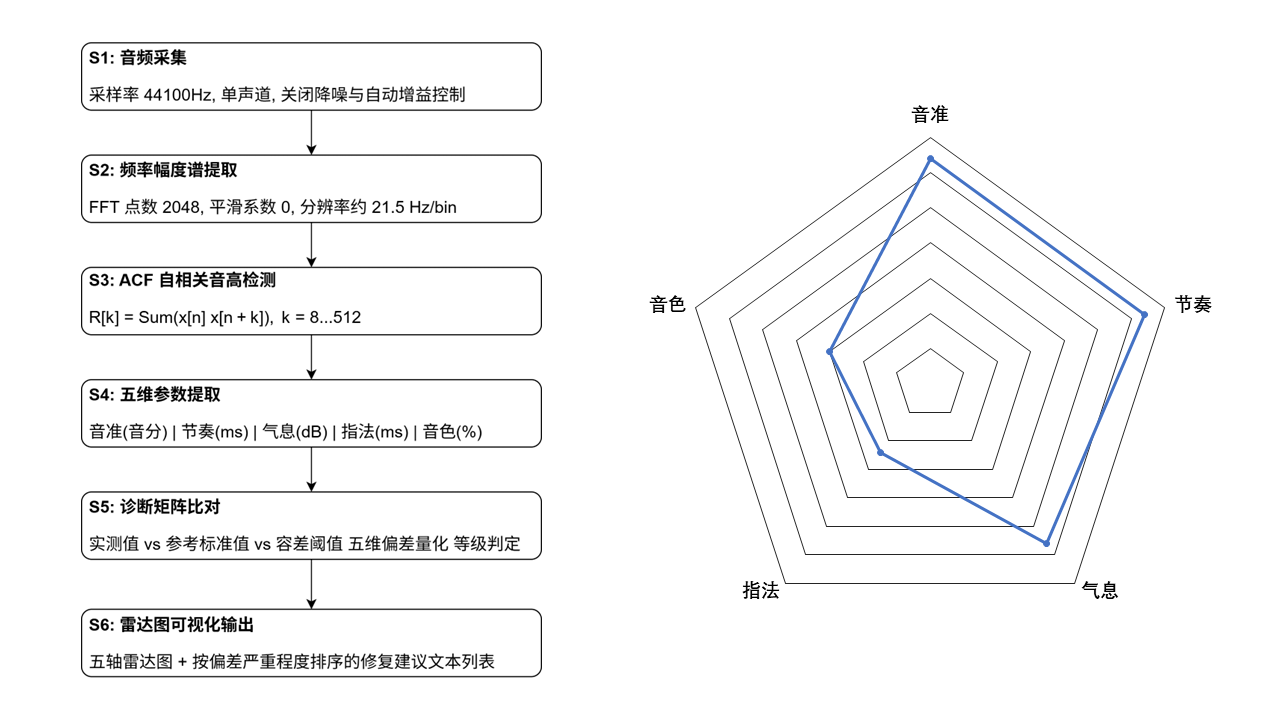 S1: 音频采集
采样率 44100Hz, 单声道, 关闭降噪与自动增益控制
S2: 频率幅度谱提取
FFT 点数 2048, 平滑系数 0, 分辨率约 21.5 Hz/bin
S3: ACF 自相关音高检测
R[k] = Sum(x[n] x[n + k]), k = 8...512
S4: 五维参数提取
音准(音分) | 节奏(ms) | 气息(dB) | 指法(ms) | 音色(%)
S5: 诊断矩阵比对
实测值 vs 参考标准值 vs 容差阈值 五维偏差量化 等级判定
S6: 雷达图可视化输出
五轴雷达图 + 按偏差严重程度排序的修复建议文本列表
音准
音色
节奏
指法
气息